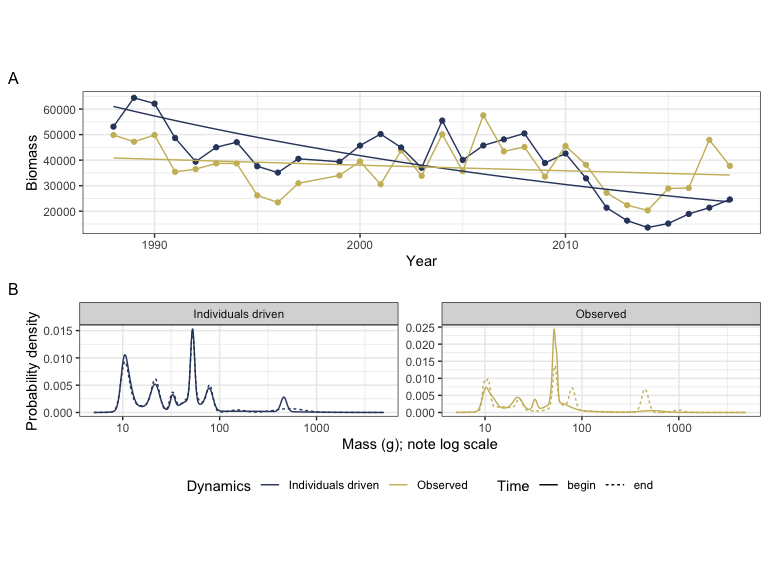 A
Biomass
60000
50000
40000
30000
20000
1990
2000
2010
Year
B
Probability density
Individuals driven
Observed
0.015
0.010
0.005
0.000
0.025
0.020
0.015
0.010
0.005
0.000
10
100
1000
10
100
1000
Mass (g); note log scale
Dynamics Individuals driven Observed Time begin end